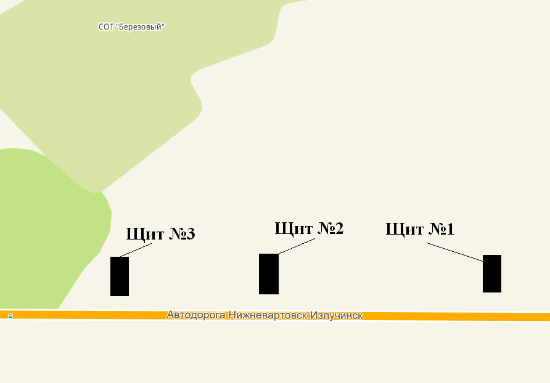 СОТ "Березовый"
Щит №3
Щит №2
Щит №1
Автодорога Нижневартовск-Излучинск